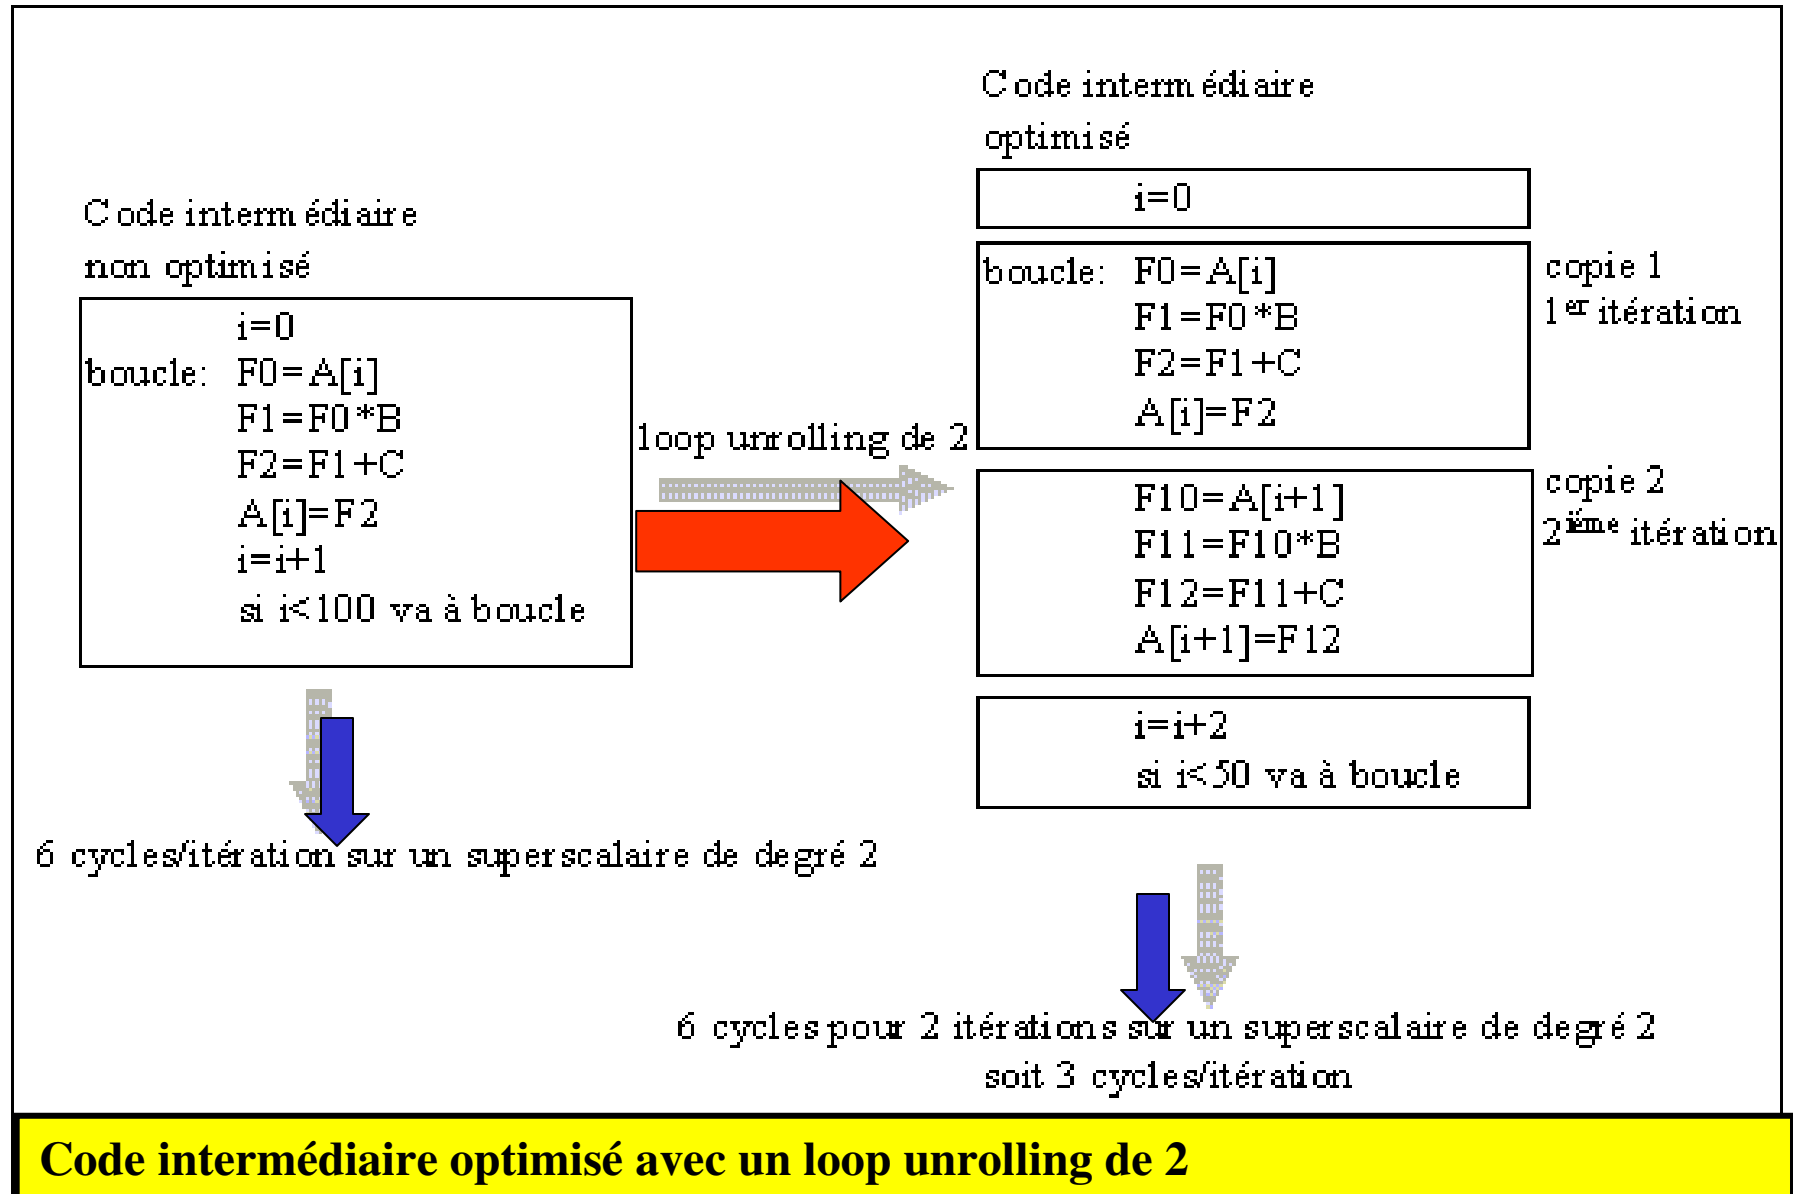 Code intermédiaire
non optimisé
i=0
boucle: F0=A[i]
F1=F0*B
F2=F1+C
A[i]=F2
i=i+1
si i<100 va à boucle
6 cycles/itération sur un superscalaire de degré 2
loop unrolling de 2
Code intermédiaire
optimisé
i=0
boucle: F0=A[i]
F1=F0*B
F2=F1+C
A[i]=F2
copie 1
1er itération
F10=A[i+1]
F11=F10*B
F12=F11+C
A[i+1]=F12
copie 2
2ième itération
i=i+2
si i<50 va à boucle
6 cycles pour 2 itérations sur un superscalaire de degré 2
soit 3 cycles/itération
Code intermédiaire optimisé avec un loop unrolling de 2